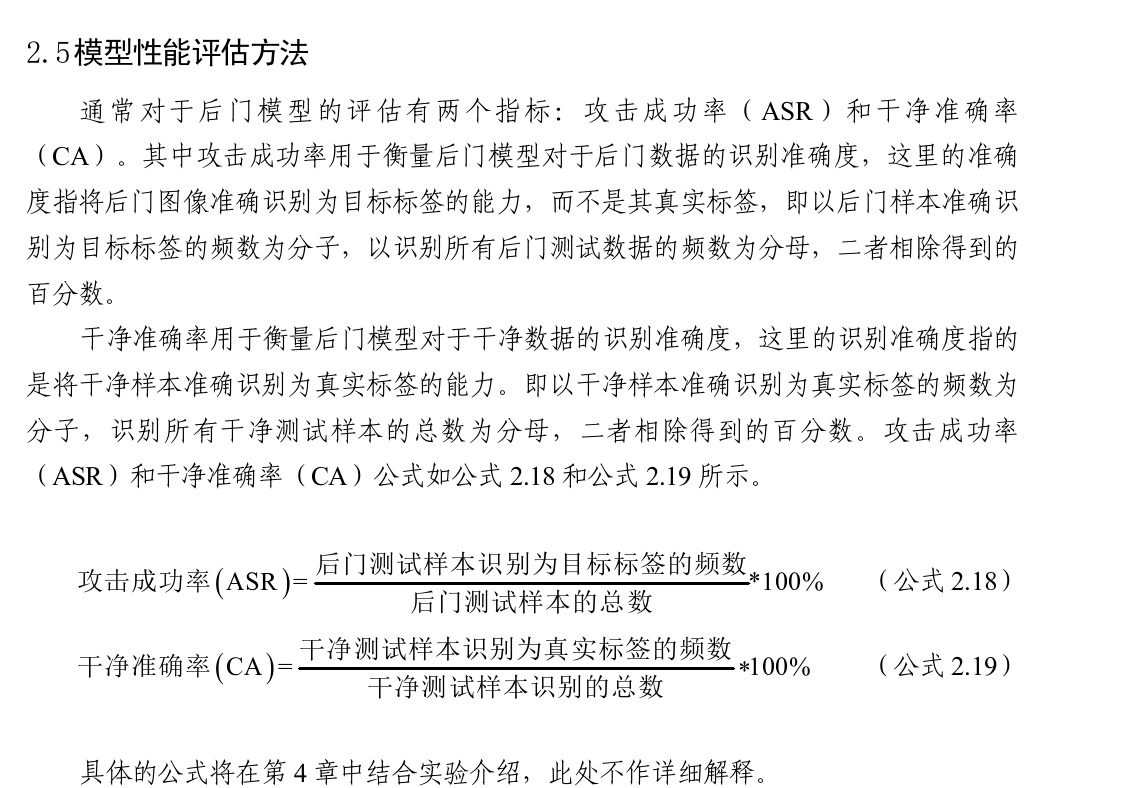 2.5模型性能评估方法
通常对于后门模型的评估有两个指标：攻击成功率（ASR）和干净准确率
（CA）。其中攻击成功率用于衡量后门模型对于后门数据的识别准确度，这里的准确
度指将后门图像准确识别为目标标签的能力，而不是其真实标签，即以后门样本准确识
别为目标标签的频数为分子，以识别所有后门测试数据的频数为分母，二者相除得到的
百分数。
干净准确率用于衡量后门模型对于干净数据的识别准确度，这里的识别准确度指的
是将干净样本准确识别为真实标签的能力。即以干净样本准确识别为真实标签的频数为
分子，识别所有干净测试样本的总数为分母，二者相除得到的百分数。攻击成功率
（ASR）和干净准确率（CA）公式如公式 2.18 和公式 2.19 所示。
后门测试样本识别为目标标签的频数
攻击成功率(ASR)= *100% （公式 2.18）
后门测试样本的总数
干净测试样本识别为真实标签的频数
干净准确率(CA)= *100% （公式 2.19）
干净测试样本识别的总数
具体的公式将在第 4 章中结合实验介绍，此处不作详细解释。